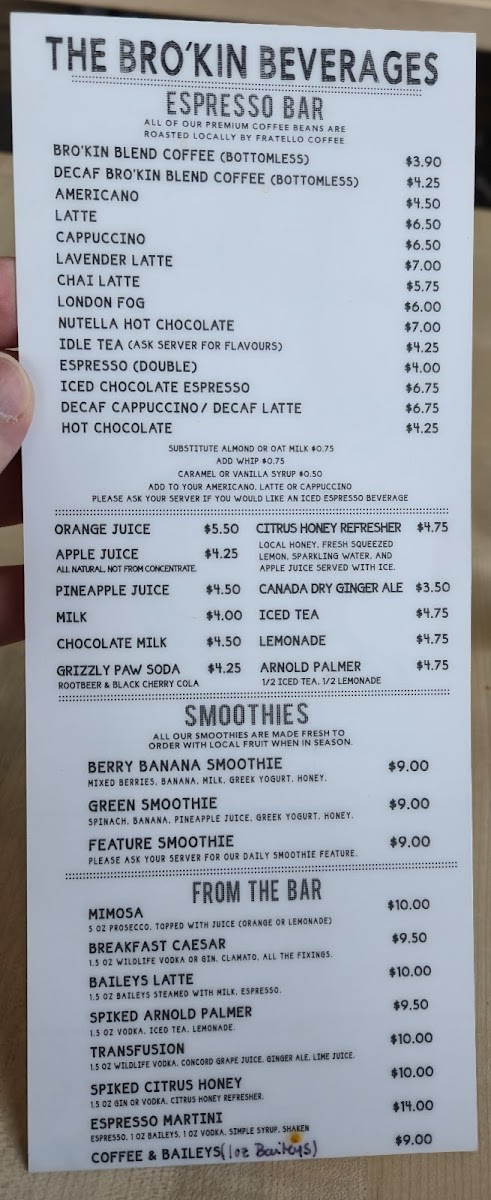 THE BRO'KIN BEVERAGES
ESPRESSO BAR
ALL OF OUR PREMIUM COFFEE BEANS ARE
ROASTED LOCALLY BY FRATELLO COFFEE
BRO'KIN BLEND COFFEE (BOTTOMLESS) $3.90
DECAF BRO'KIN BLEND COFFEE (BOTTOMLESS) $4.25
AMERICANO $4.50
LATTE $6.50
CAPPUCCINO $6.50
LAVENDER LATTE $7.00
CHAI LATTE $5.75
LONDON FOG $6.00
NUTELLA HOT CHOCOLATE $7.00
IDLE TEA (ASK SERVER FOR FLAVOURS) $4.25
ESPRESSO (DOUBLE) $4.00
ICED CHOCOLATE ESPRESSO $6.75
DECAF CAPPUCCINO/ DECAF LATTE $6.75
HOT CHOCOLATE $4.25
SUBSTITUTE ALMOND OR OAT MILK $0.75
ADD WHIP $0.75
CARAMEL OR VANILLA SYRUP $0.50
ADD TO YOUR AMERICANO, LATTE OR CAPPUCCINO
PLEASE ASK YOUR SERVER IF YOU WOULD LIKE AN ICED ESPRESSO BEVERAGE
ORANGE JUICE $5.50
APPLE JUICE $4.25
ALL NATURAL, NOT FROM CONCENTRATE.
PINEAPPLE JUICE $4.50
MILK $4.00
CHOCOLATE MILK $4.50
GRIZZLY PAW SODA $4.25
ROOTBEER & BLACK CHERRY COLA
CITRUS HONEY REFRESHER $4.75
LOCAL HONEY, FRESH SQUEEZED
LEMON, SPARKLING WATER, AND
APPLE JUICE SERVED WITH ICE.
CANADA DRY GINGER ALE $3.50
ICED TEA $4.75
LEMONADE $4.75
ARNOLD PALMER $4.75
1/2 ICED TEA, 1/2 LEMONADE
SMOOTHIES
ALL OUR SMOOTHIES ARE MADE FRESH TO
ORDER WITH LOCAL FRUIT WHEN IN SEASON.
BERRY BANANA SMOOTHIE $9.00
MIXED BERRIES, BANANA, MILK, GREEK YOGURT, HONEY.
GREEN SMOOTHIE $9.00
SPINACH, BANANA, PINEAPPLE JUICE, GREEK YOGURT, HONEY.
FEATURE SMOOTHIE $9.00
PLEASE ASK YOUR SERVER FOR OUR DAILY SMOOTHIE FEATURE.
FROM THE BAR
MIMOSA $10.00
5 OZ PROSECCO, TOPPED WITH JUICE (ORANGE OR LEMONADE)
BREAKFAST CAESAR $9.50
1.5 OZ WILDLIFE VODKA OR GIN, CLAMATO, ALL THE FIXINGS.
BAILEYS LATTE $10.00
1.5 OZ BAILEYS STEAMED WITH MILK, ESPRESSO.
SPIKED ARNOLD PALMER $9.50
1.5 OZ VODKA, ICED TEA, LEMONADE.
TRANSFUSION $10.00
1.5 OZ WILDLIFE VODKA, CONCORD GRAPE JUICE, GINGER ALE, LIME JUICE.
SPIKED CITRUS HONEY $10.00
1.5 OZ GIN OR VODKA, CITRUS HONEY REFRESHER.
ESPRESSO MARTINI $14.00
ESPRESSO, 1 OZ BAILEYS, 1 OZ VODKA, SIMPLE SYRUP, SHAKEN
COFFEE & BAILEYS (1oz Baileys) $9.00